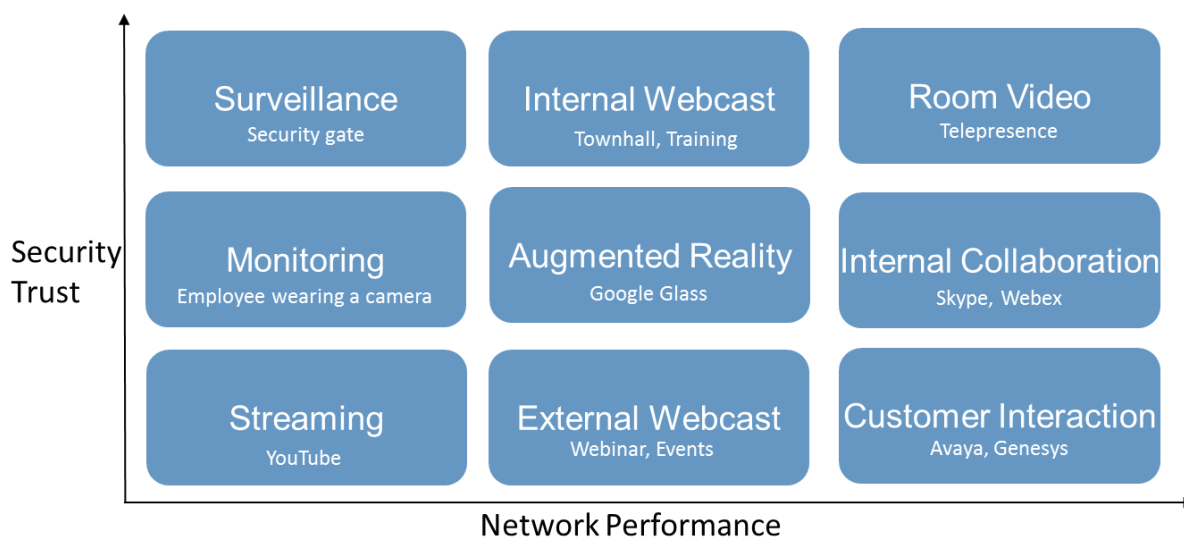 Surveillance
Security gate
Internal Webcast
Townhall, Training
Room Video
Telepresence
Security
Trust
Monitoring
Employee wearing a camera
Augmented Reality
Google Glass
Internal Collaboration
Skype, Webex
Streaming
YouTube
External Webcast
Webinar, Events
Customer Interaction
Avaya, Genesys
Network Performance